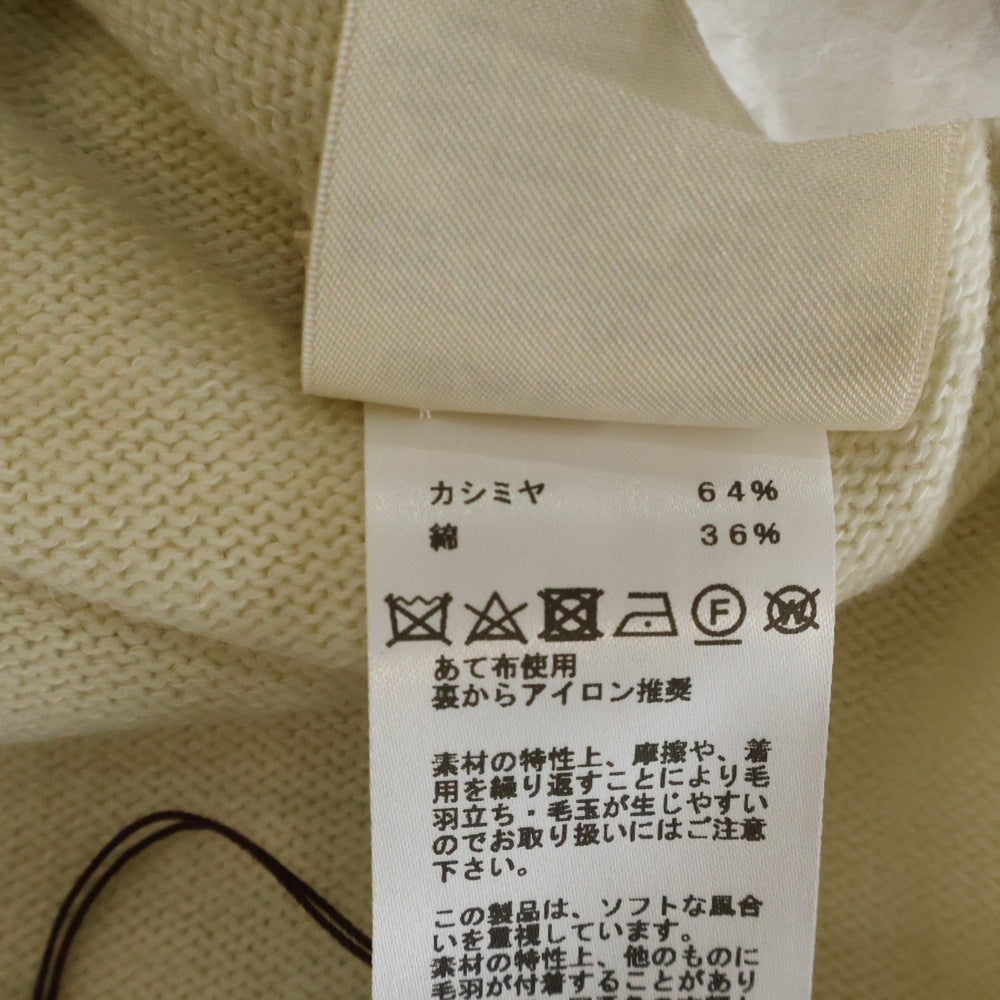 カシミヤ 64%
綿 36%
F W
あて布使用
裏からアイロン推奨
素材の特性上、摩擦や、着
用を繰り返すことにより毛
羽立ち・毛玉が生じやすい
のでお取り扱いにはご注意
下さい。
この製品は、ソフトな風合
いを重視しています。
素材の特性上、他のものに
毛羽が付着することがあり